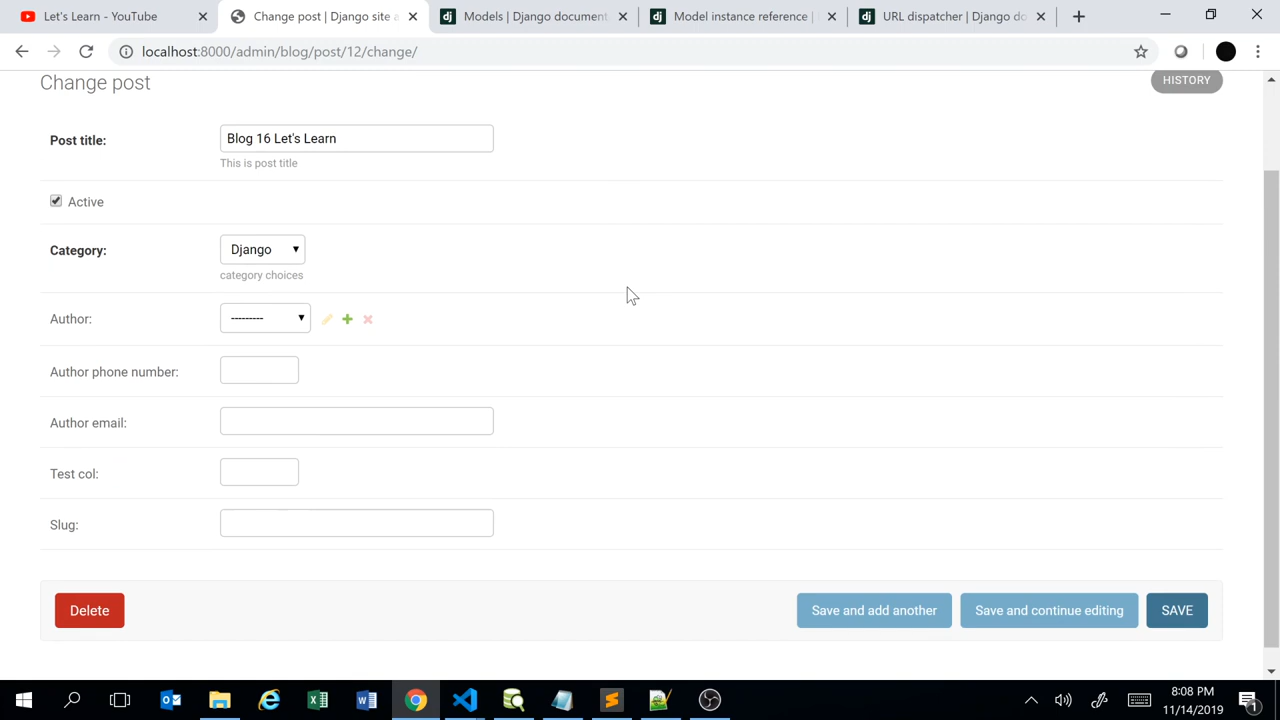 Let's Learn - YouTube
Change post | Django site a
Models | Django document
Model instance reference |
URL dispatcher | Django do
localhost:8000/admin/blog/post/12/change/
Change post
HISTORY
Post title:
Blog 16 Let's Learn
This is post title
Active
Category:
Django
category choices
Author:
---------
Author phone number:
Author email:
Test col:
Slug:
Delete
Save and add another
Save and continue editing
SAVE
8:08 PM
11/14/2019
1